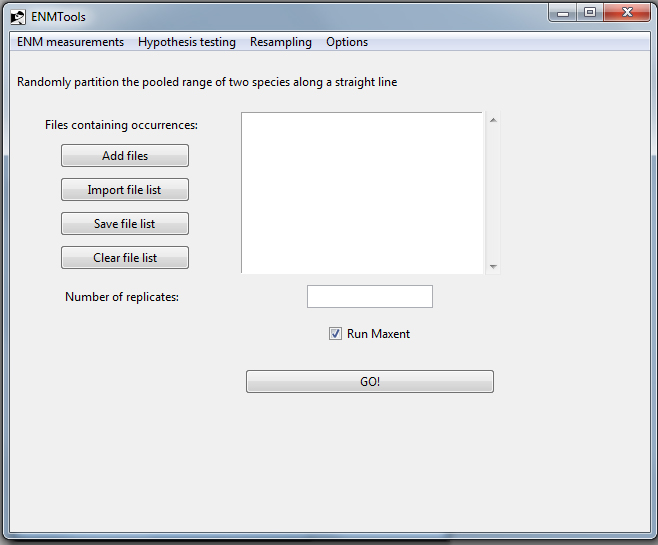 ENMTools
ENM measurements Hypothesis testing Resampling Options
Randomly partition the pooled range of two species along a straight line
Files containing occurrences:
Add files
Import file list
Save file list
Clear file list
Number of replicates:
Run Maxent
GO!